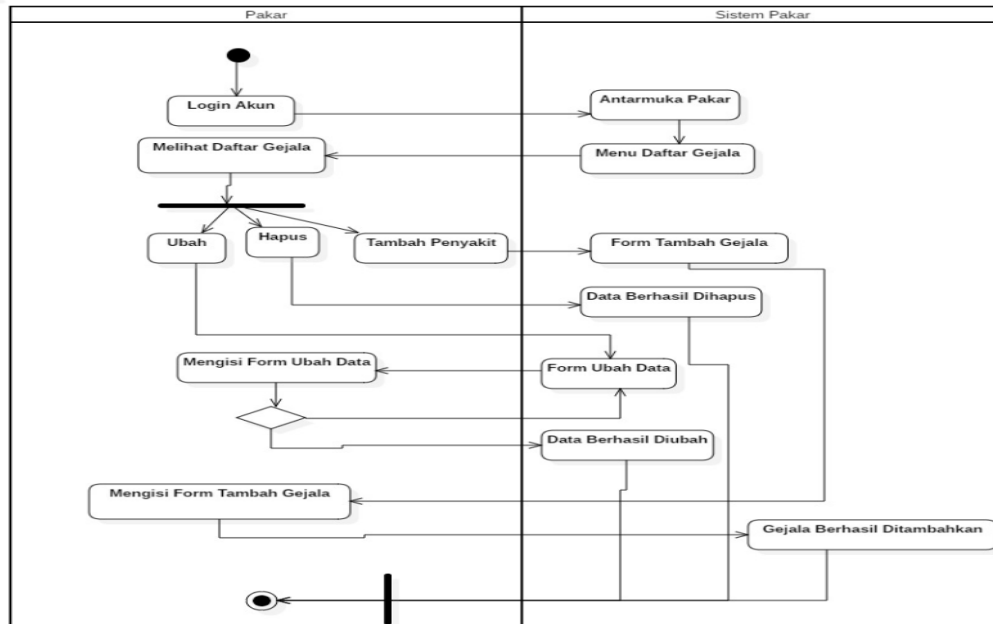 Pakar
Sistem Pakar
Login Akun
Antarmuka Pakar
Melihat Daftar Gejala
Menu Daftar Gejala
Ubah
Hapus
Tambah Penyakit
Form Tambah Gejala
Data Berhasil Dihapus
Mengisi Form Ubah Data
Form Ubah Data
Data Berhasil Diubah
Mengisi Form Tambah Gejala
Gejala Berhasil Ditambahkan